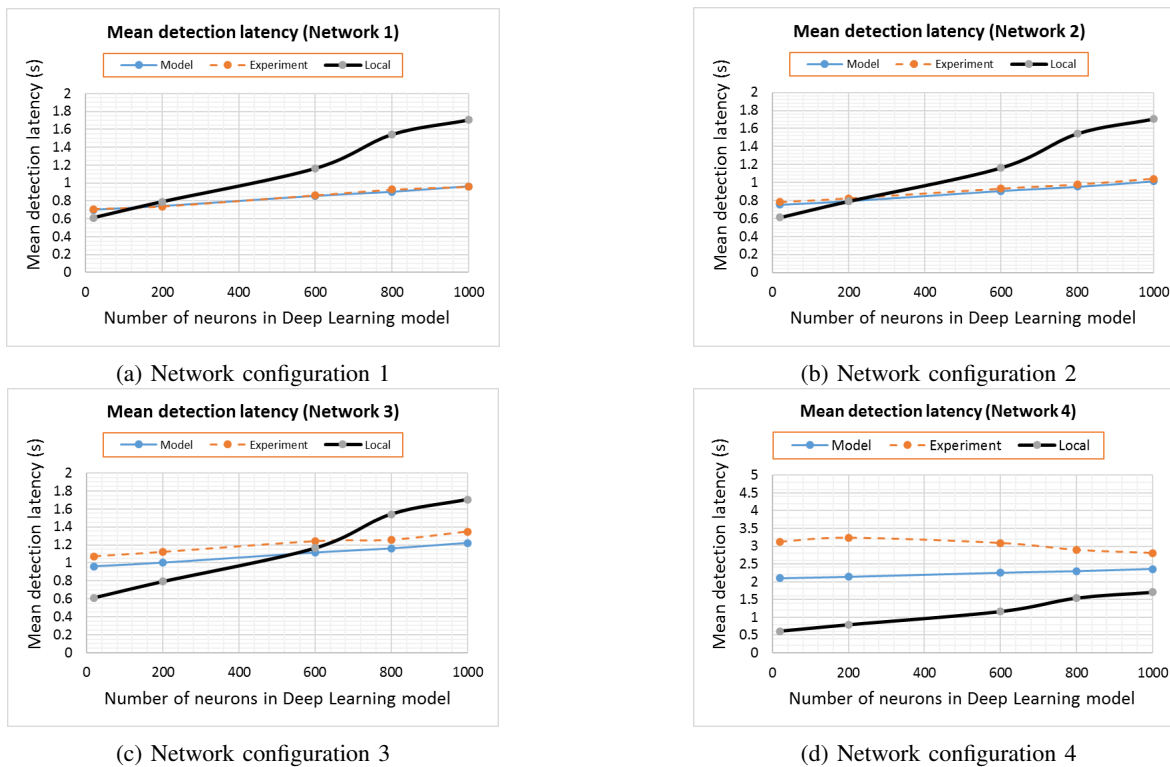 Mean detection latency (Network 1)
Model Experiment Local
Mean detection latency (s)
2
1.8
1.6
1.4
1.2
1
0.8
0.6
0.4
0.2
0
0 200 400 600 800 1000
Number of neurons in Deep Learning model
(a) Network configuration 1
Mean detection latency (Network 2)
Model Experiment Local
Mean detection latency (s)
2
1.8
1.6
1.4
1.2
1
0.8
0.6
0.4
0.2
0
0 200 400 600 800 1000
Number of neurons in Deep Learning model
(b) Network configuration 2
Mean detection latency (Network 3)
Model Experiment Local
Mean detection latency (s)
2
1.8
1.6
1.4
1.2
1
0.8
0.6
0.4
0.2
0
0 200 400 600 800 1000
Number of neurons in Deep Learning model
(c) Network configuration 3
Mean detection latency (Network 4)
Model Experiment Local
Mean detection latency (s)
5
4.5
4
3.5
3
2.5
2
1.5
1
0.5
0
0 200 400 600 800 1000
Number of neurons in Deep Learning model
(d) Network configuration 4